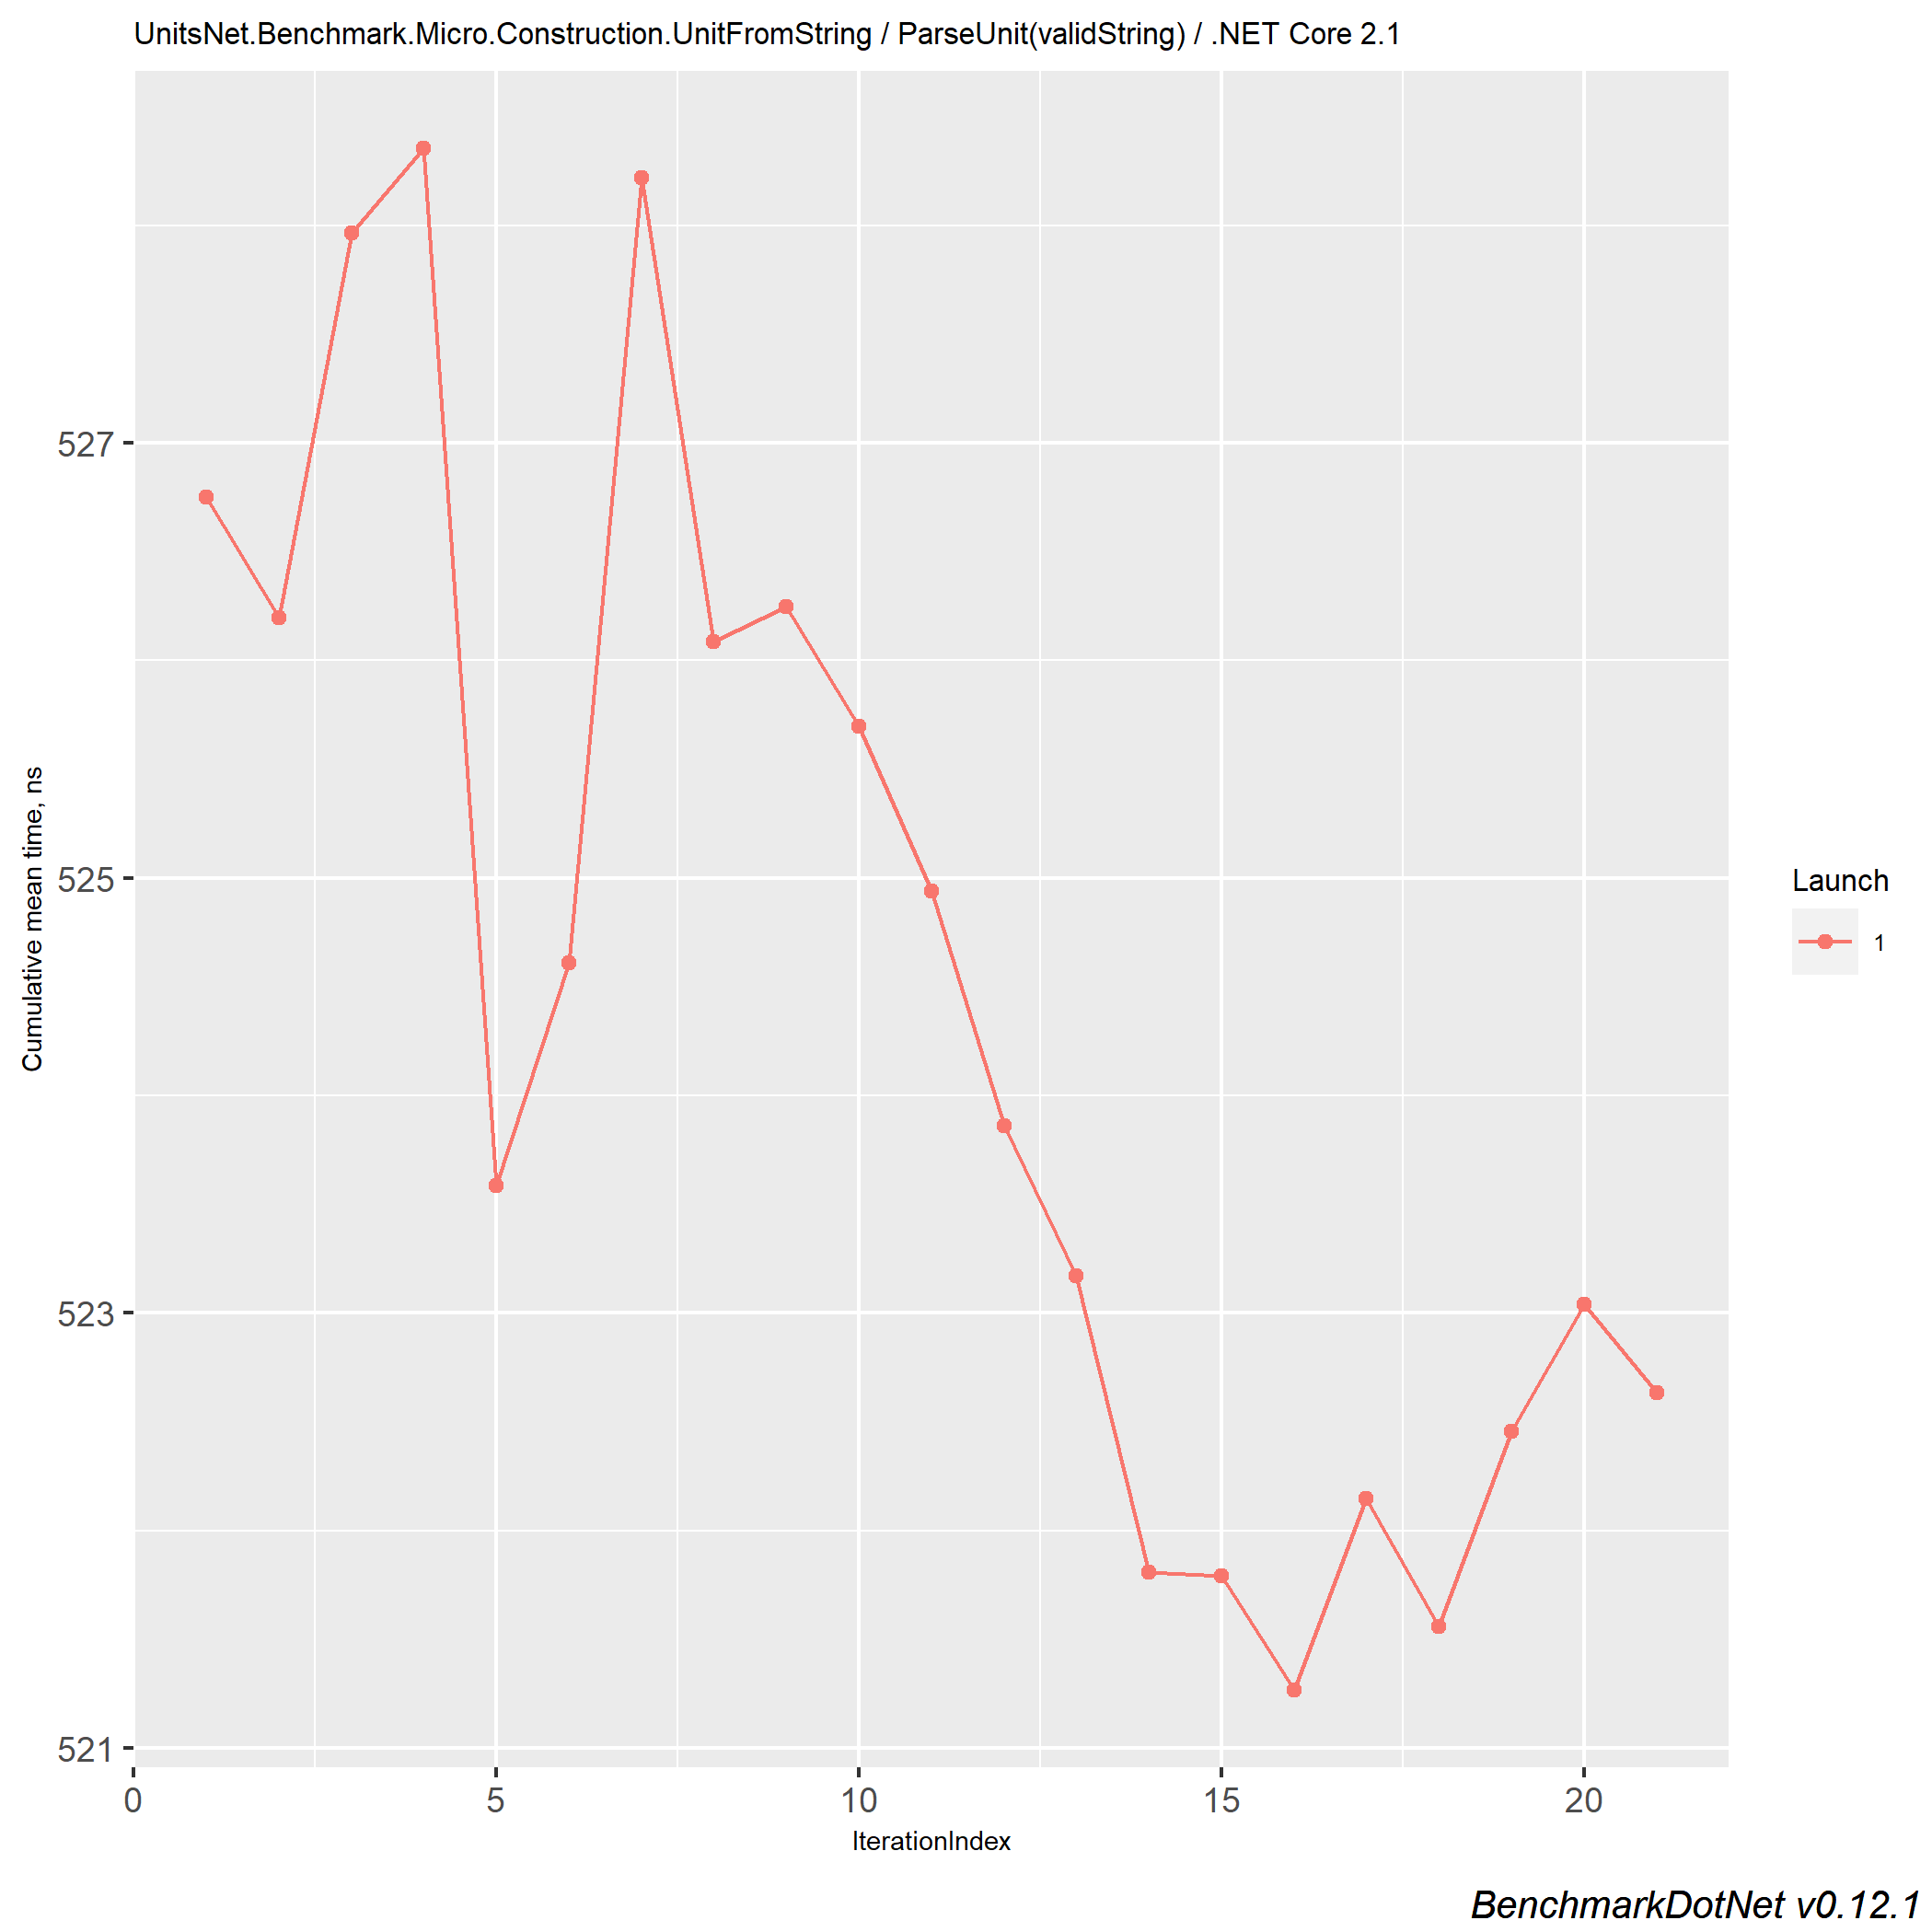 UnitsNet.Benchmark.Micro.Construction.UnitFromString / ParseUnit(validString) / .NET Core 2.1
Cumulative mean time, ns
527
525
523
521
0 5 10 15 20
IterationIndex
Launch
1
BenchmarkDotNet v0.12.1